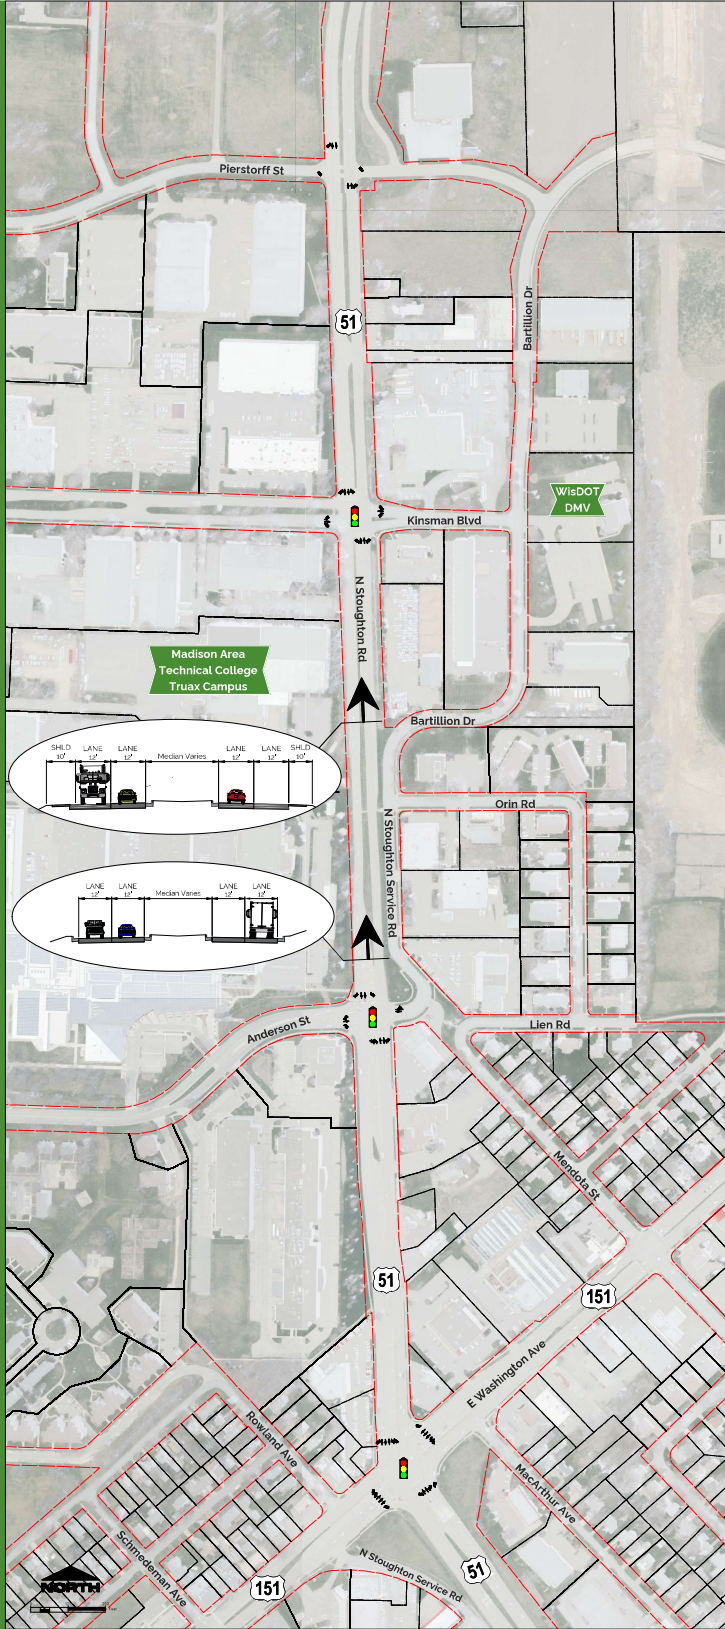 Pierstorff St
Bartillion Dr
51
WisDOT
DMV
Kinsman Blvd
N Stoughton Rd
Madison Area
Technical College
Truax Campus
Bartillion Dr
SHLD LANE LANE Median Varies LANE LANE SHLD
10' 12' 12' 12' 12' 10'
Orin Rd
N Stoughton Service Rd
LANE LANE Median Varies LANE LANE
12' 12' 12' 12'
Anderson St
Lien Rd
Mendota St
51
151
E Washington Ave
Rowland Ave
MacArthur Ave
Schmedeman Ave
N Stoughton Service Rd
51
151
NORTH